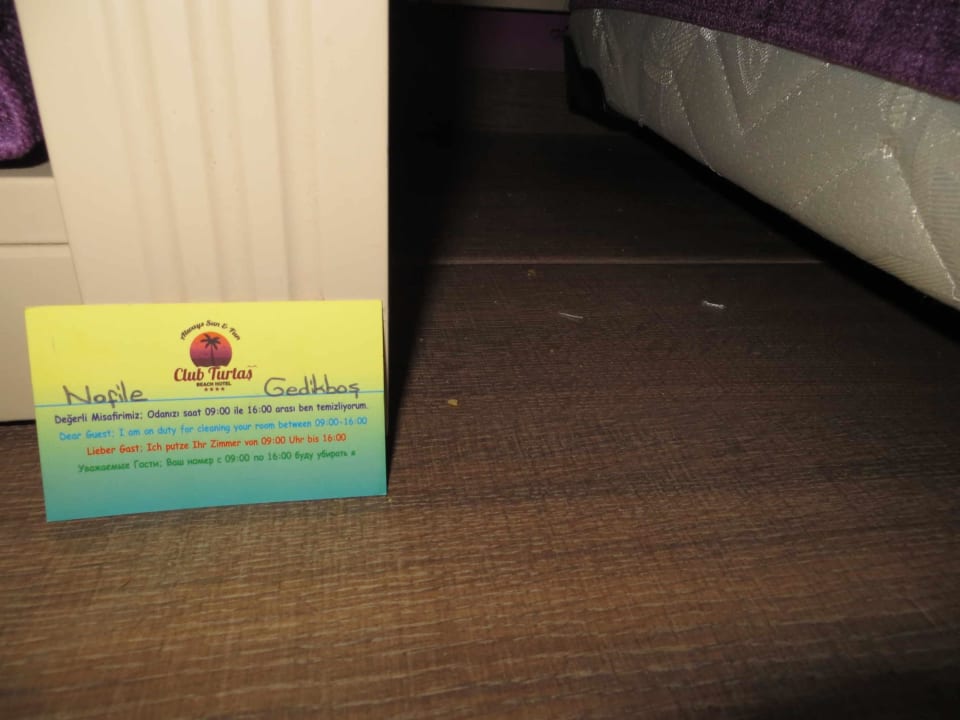 Always Sun & Fun
Club Turtaş
BEACH HOTEL
Nafile Gedikbaş
Değerli Misafirimiz; Odanızı saat 09:00 ile 16:00 arası ben temizliyorum.
Dear Guest; I am on duty for cleaning your room between 09:00-16:00
Lieber Gast; Ich putze Ihr Zimmer von 09:00 Uhr bis 16:00
Уважаемые Гости; Ваш номер с 09:00 по 16:00 буду убирать я